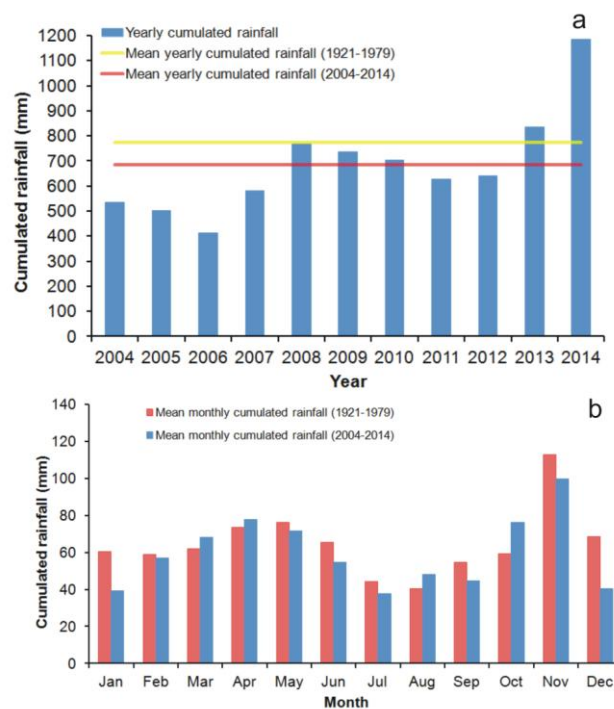 a
Yearly cumulated rainfall
Mean yearly cumulated rainfall (1921-1979)
Mean yearly cumulated rainfall (2004-2014)
Cumulated rainfall (mm)
1200
1100
1000
900
800
700
600
500
400
300
200
100
0
2004 2005 2006 2007 2008 2009 2010 2011 2012 2013 2014
Year
b
Mean monthly cumulated rainfall (1921-1979)
Mean monthly cumulated rainfall (2004-2014)
Cumulated rainfall (mm)
140
120
100
80
60
40
20
0
Jan Feb Mar Apr May Jun Jul Aug Sep Oct Nov Dec
Month